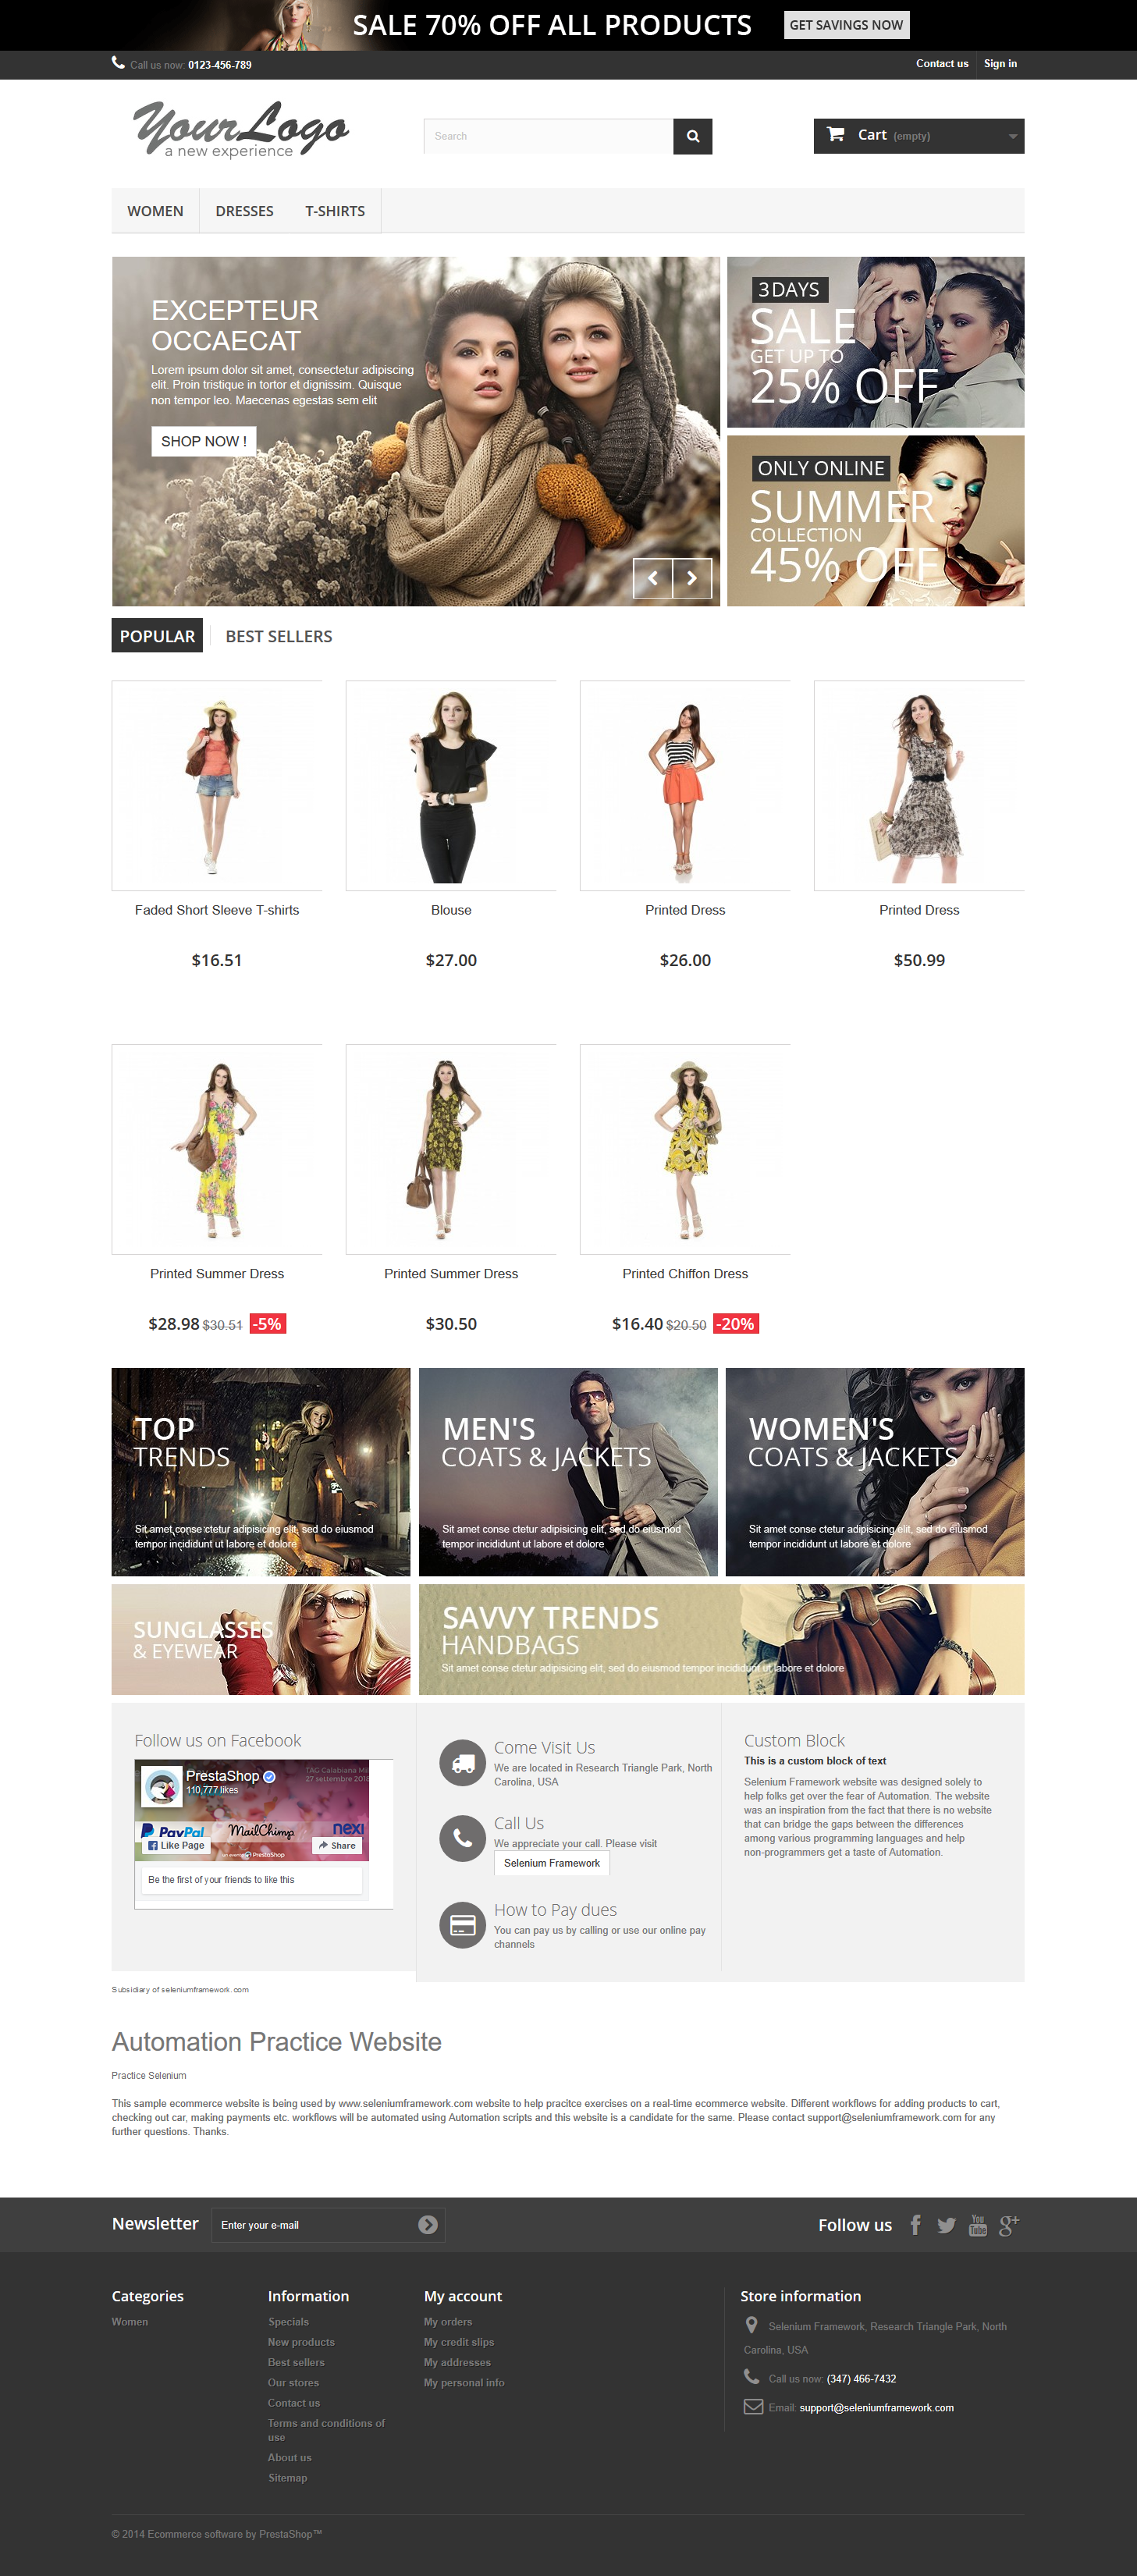 SALE 70% OFF ALL PRODUCTS
GET SAVINGS NOW
Call us now: 0123-456-789
Contact us
Sign in
YourLogo
a new experience
Search
Cart (empty)
WOMEN
DRESSES
T-SHIRTS
EXCEPTEUR
OCCAECAT
Lorem ipsum dolor sit amet, consectetur adipiscing
elit. Proin tristique in tortor et dignissim. Quisque
non tempor leo. Maecenas egestas sem elit
SHOP NOW !
3 DAYS
SALE
GET UP TO
25% OFF
ONLY ONLINE
SUMMER
COLLECTION
45% OFF
POPULAR
BEST SELLERS
Faded Short Sleeve T-shirts
$16.51
Blouse
$27.00
Printed Dress
$26.00
Printed Dress
$50.99
Printed Summer Dress
$28.98 $30.51 -5%
Printed Summer Dress
$30.50
Printed Chiffon Dress
$16.40 $20.50 -20%
TOP
TRENDS
Sit amet conse ctetur adipisicing elit, sed do eiusmod
tempor incididunt ut labore et dolore
MEN'S
COATS & JACKETS
Sit amet conse ctetur adipisicing elit, sed do eiusmod
tempor incididunt ut labore et dolore
WOMEN'S
COATS & JACKETS
Sit amet conse ctetur adipisicing elit, sed do eiusmod
tempor incididunt ut labore et dolore
SUNGLASSES
& EYEWEAR
SAVVY TRENDS
HANDBAGS
Sit amet conse ctetur adipisicing elit, sed do eiusmod tempor incididunt ut labore et dolore
Follow us on Facebook
PrestaShop
110,777 likes
TAG Calabiana Mi
27 settembre 2018
PayPal
MailChimp
nexi
Like Page
Share
an event by PrestaShop
Be the first of your friends to like this
Come Visit Us
We are located in Research Triangle Park, North
Carolina, USA
Call Us
We appreciate your call. Please visit
Selenium Framework
How to Pay dues
You can pay us by calling or use our online pay
channels
Custom Block
This is a custom block of text
Selenium Framework website was designed solely to
help folks get over the fear of Automation. The website
was an inspiration from the fact that there is no website
that can bridge the gaps between the differences
among various programming languages and help
non-programmers get a taste of Automation.
Subsidiary of seleniumframework.com
Automation Practice Website
Practice Selenium
This sample ecommerce website is being used by www.seleniumframework.com website to help pracitce exercises on a real-time ecommerce website. Different workflows for adding products to cart,
checking out car, making payments etc. workflows will be automated using Automation scripts and this website is a candidate for the same. Please contact support@seleniumframework.com for any
further questions. Thanks.
Newsletter
Enter your e-mail
Follow us
You
Tube
g+
Categories
Women
Information
Specials
New products
Best sellers
Our stores
Contact us
Terms and conditions of
use
About us
Sitemap
My account
My orders
My credit slips
My addresses
My personal info
Store information
Selenium Framework, Research Triangle Park, North
Carolina, USA
Call us now: (347) 466-7432
Email: support@seleniumframework.com
© 2014 Ecommerce software by PrestaShop™